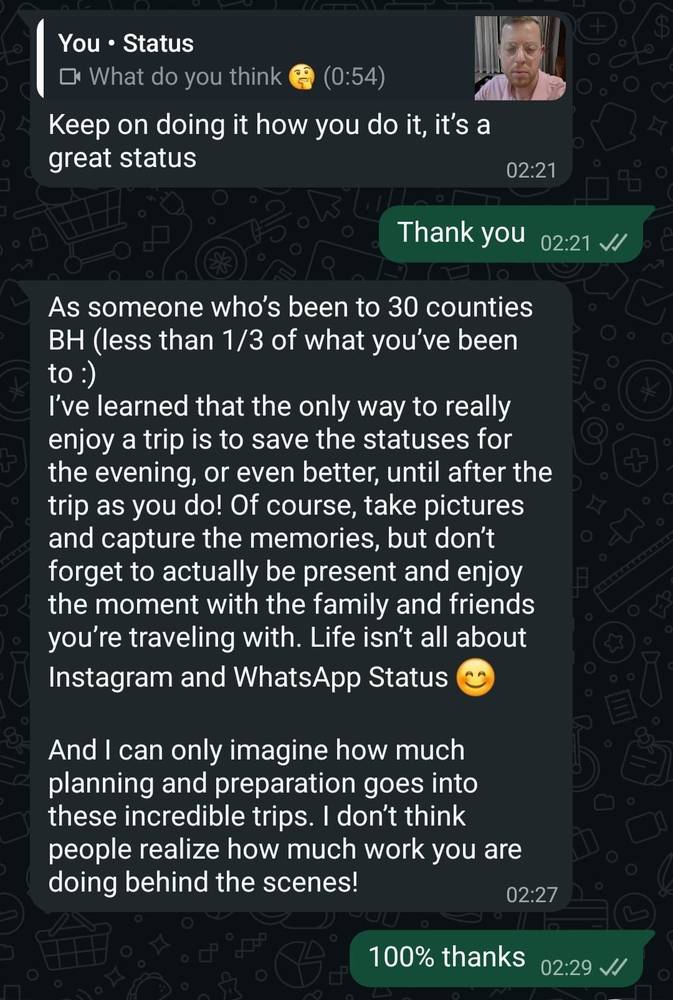 You • Status
What do you think 🤔 (0:54)
Keep on doing it how you do it, it’s a
great status
02:21
Thank you
02:21
As someone who’s been to 30 counties
BH (less than 1/3 of what you’ve been
to :)
I’ve learned that the only way to really
enjoy a trip is to save the statuses for
the evening, or even better, until after the
trip as you do! Of course, take pictures
and capture the memories, but don’t
forget to actually be present and enjoy
the moment with the family and friends
you’re traveling with. Life isn’t all about
Instagram and WhatsApp Status 😊
And I can only imagine how much
planning and preparation goes into
these incredible trips. I don’t think
people realize how much work you are
doing behind the scenes!
02:27
100% thanks
02:29